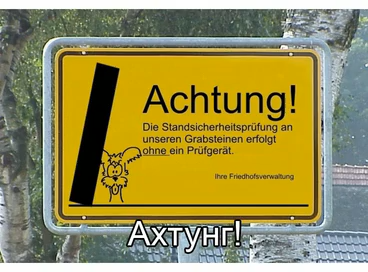 Achtung!
Die Standsicherheitsprüfung an
unseren Grabsteinen erfolgt
ohne ein Prüfgerät.
Ihre Friedhofsverwaltung
Ахтунг!